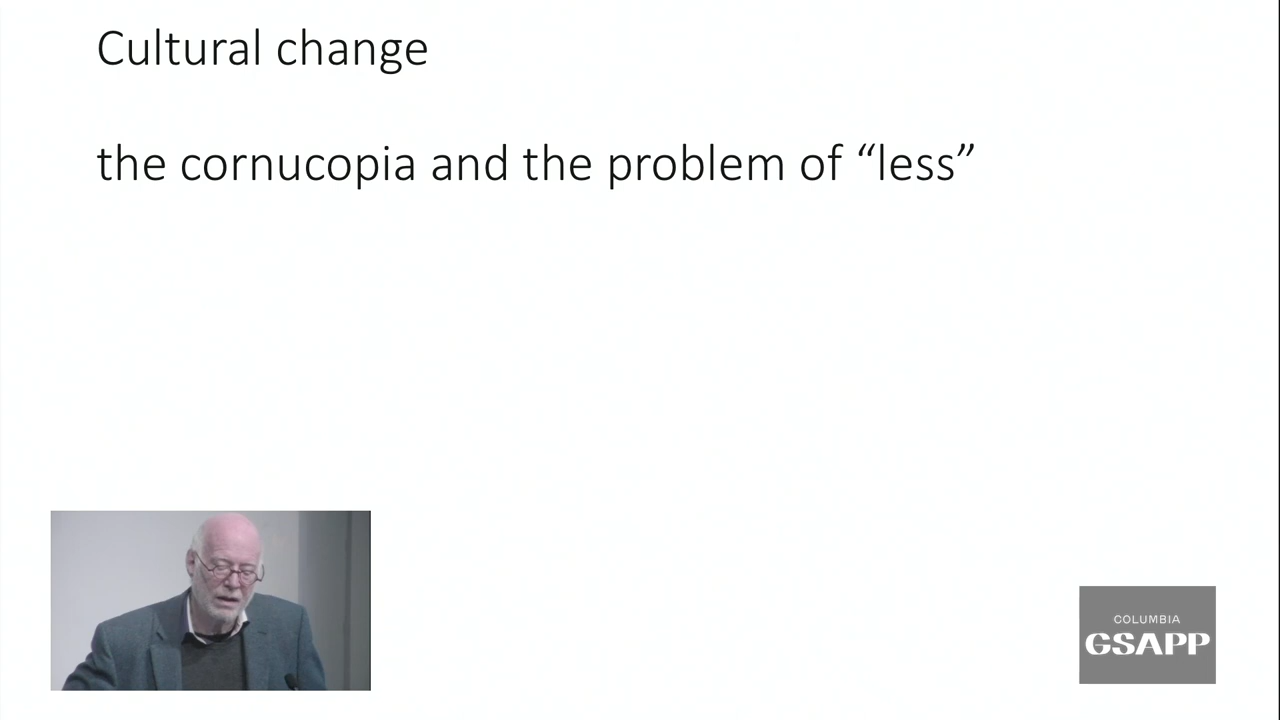 Cultural change
the cornucopia and the problem of “less”
COLUMBIA
GSAPP